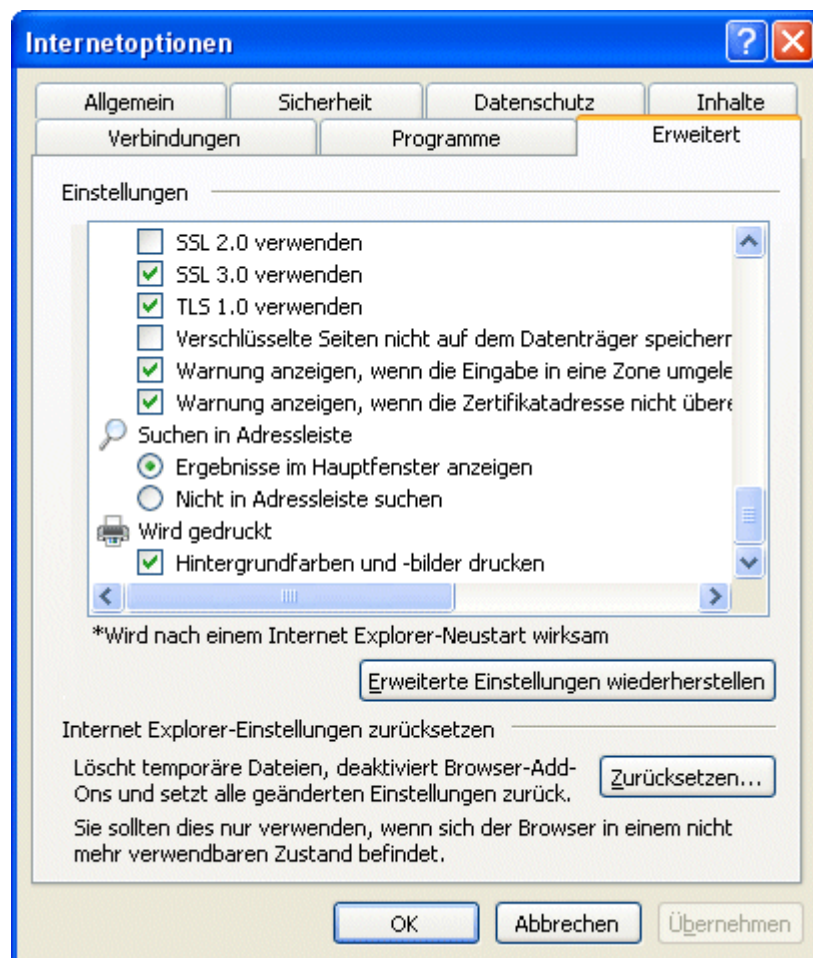 Internetoptionen
Allgemein Sicherheit Datenschutz Inhalte
Verbindungen Programme Erweitert
Einstellungen
SSL 2.0 verwenden
SSL 3.0 verwenden
TLS 1.0 verwenden
Verschlüsselte Seiten nicht auf dem Datenträger speichern
Warnung anzeigen, wenn die Eingabe in eine Zone umgele
Warnung anzeigen, wenn die Zertifikatadresse nicht übere
Suchen in Adressleiste
Ergebnisse im Hauptfenster anzeigen
Nicht in Adressleiste suchen
Wird gedruckt
Hintergrundfarben und -bilder drucken
*Wird nach einem Internet Explorer-Neustart wirksam
Erweiterte Einstellungen wiederherstellen
Internet Explorer-Einstellungen zurücksetzen
Löscht temporäre Dateien, deaktiviert Browser-Add-
Ons und setzt alle geänderten Einstellungen zurück.
Zurücksetzen...
Sie sollten dies nur verwenden, wenn sich der Browser in einem nicht
mehr verwendbaren Zustand befindet.
OK Abbrechen Übernehmen